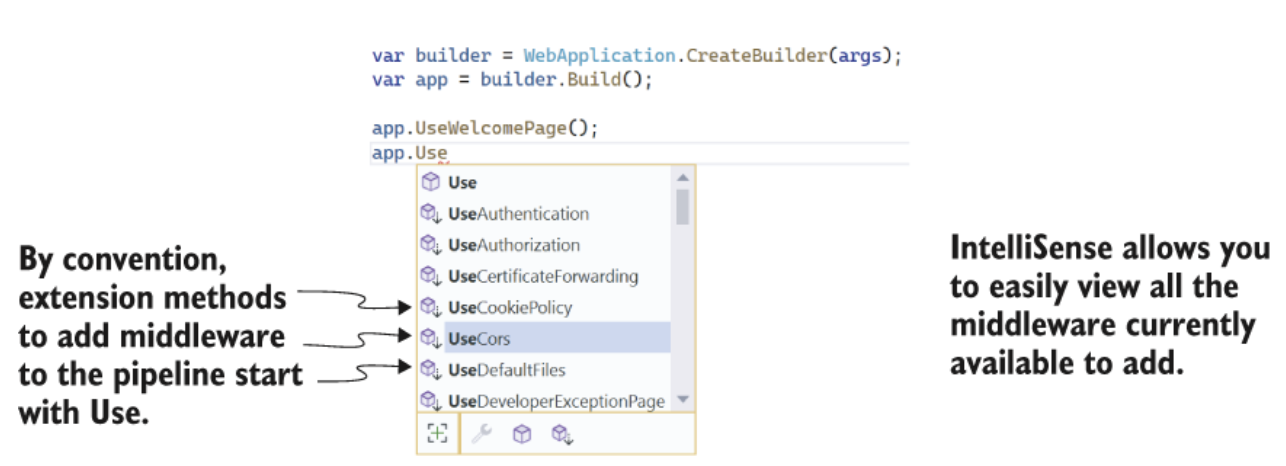 var builder = WebApplication.CreateBuilder(args);
var app = builder.Build();
app.UseWelcomePage();
app.Use
Use
UseAuthentication
UseAuthorization
UseCertificateForwarding
UseCookiePolicy
UseCors
UseDefaultFiles
UseDeveloperExceptionPage
By convention,
extension methods
to add middleware
to the pipeline start
with Use.
IntelliSense allows you
to easily view all the
middleware currently
available to add.